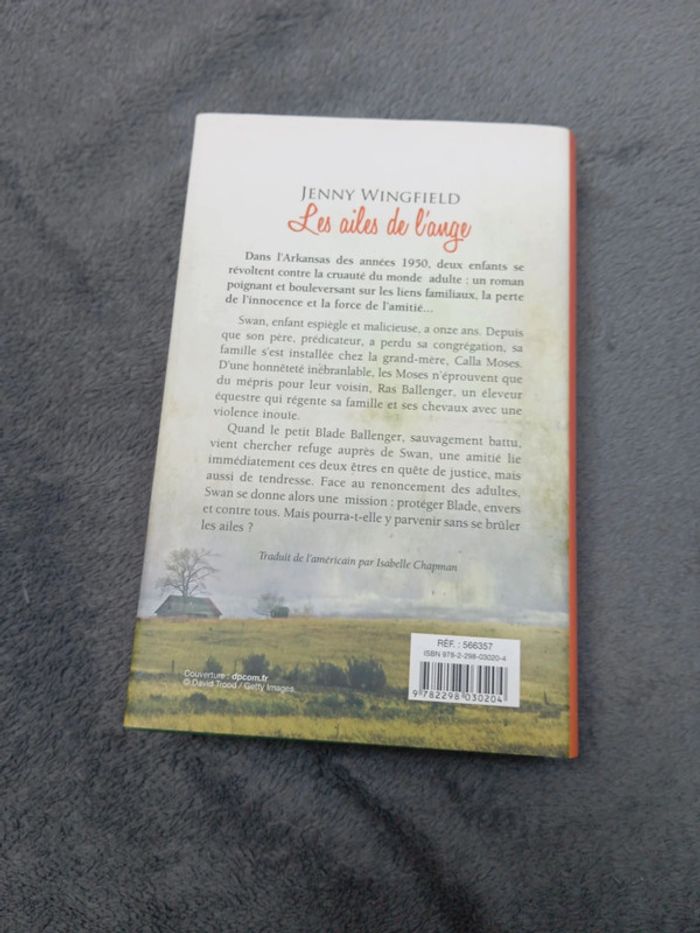 JENNY WINGFIELD
Les ailes de l'ange
Dans l'Arkansas des années 1950, deux enfants se
révoltent contre la cruauté du monde adulte : un roman
poignant et bouleversant sur les liens familiaux, la perte
de l'innocence et la force de l'amitié...
Swan, enfant espiègle et malicieuse, a onze ans. Depuis
que son père, prédicateur, a perdu sa congrégation, sa
famille s'est installée chez la grand-mère, Calla Moses.
D'une honnêteté inébranlable, les Moses n'éprouvent que
du mépris pour leur voisin, Ras Ballenger, un éleveur
équestre qui régente sa famille et ses chevaux avec une
violence inouïe.
Quand le petit Blade Ballenger, sauvagement battu,
vient chercher refuge auprès de Swan, une amitié lie
immédiatement ces deux êtres en quête de justice, mais
aussi de tendresse. Face au renoncement des adultes,
Swan se donne alors une mission : protéger Blade, envers
et contre tous. Mais pourra-t-elle y parvenir sans se brûler
les ailes ?
Traduit de l'américain par Isabelle Chapman
RÉF. : 566357
ISBN 978-2-298-03020-4
9 782298 030204
Couverture : dpcom.fr
© David Trood / Getty Images